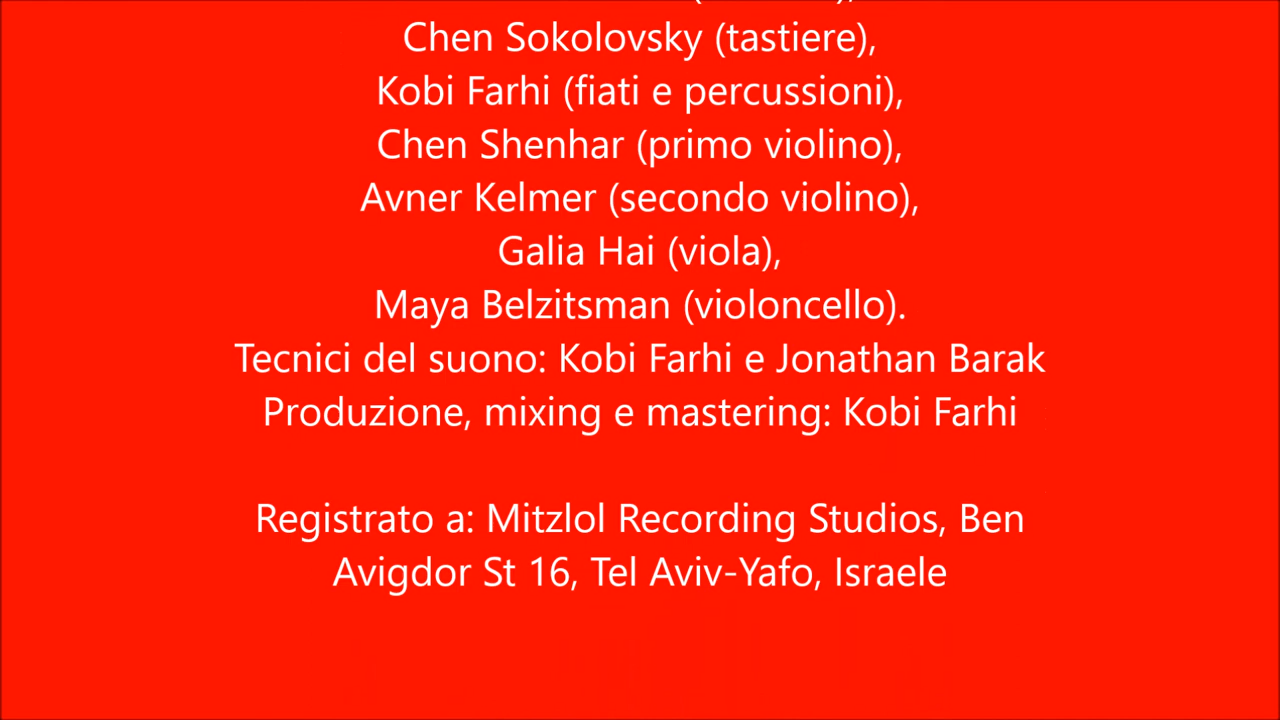 Chen Sokolovsky (tastiere),
Kobi Farhi (fiati e percussioni),
Chen Shenhar (primo violino),
Avner Kelmer (secondo violino),
Galia Hai (viola),
Maya Belzitsman (violoncello).
Tecnici del suono: Kobi Farhi e Jonathan Barak
Produzione, mixing e mastering: Kobi Farhi
Registrato a: Mitzlol Recording Studios, Ben
Avigdor St 16, Tel Aviv-Yafo, Israele